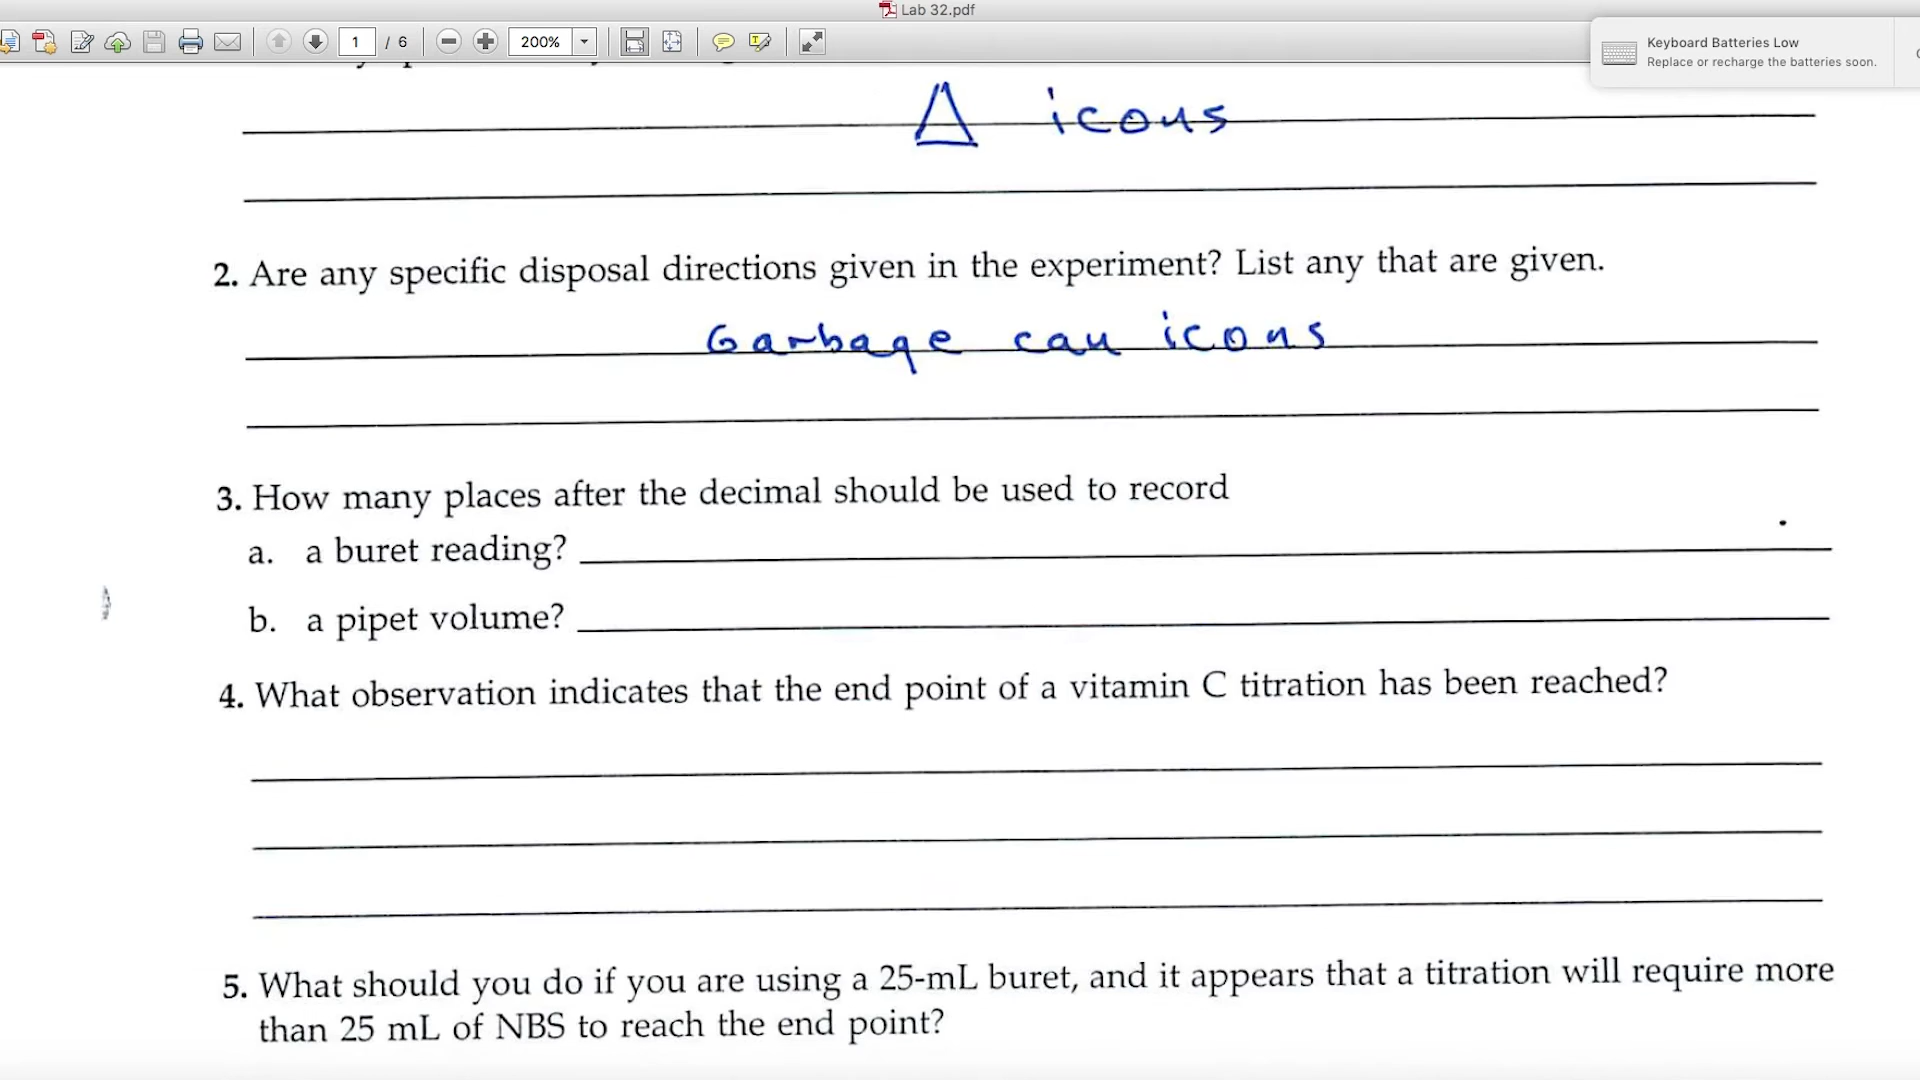 Lab 32.pdf
1 / 6 200%
Keyboard Batteries Low
Replace or recharge the batteries soon.
Δ icons
2. Are any specific disposal directions given in the experiment? List any that are given.
Garbage can icons
3. How many places after the decimal should be used to record
a. a buret reading?
b. a pipet volume?
4. What observation indicates that the end point of a vitamin C titration has been reached?
5. What should you do if you are using a 25-mL buret, and it appears that a titration will require more
than 25 mL of NBS to reach the end point?